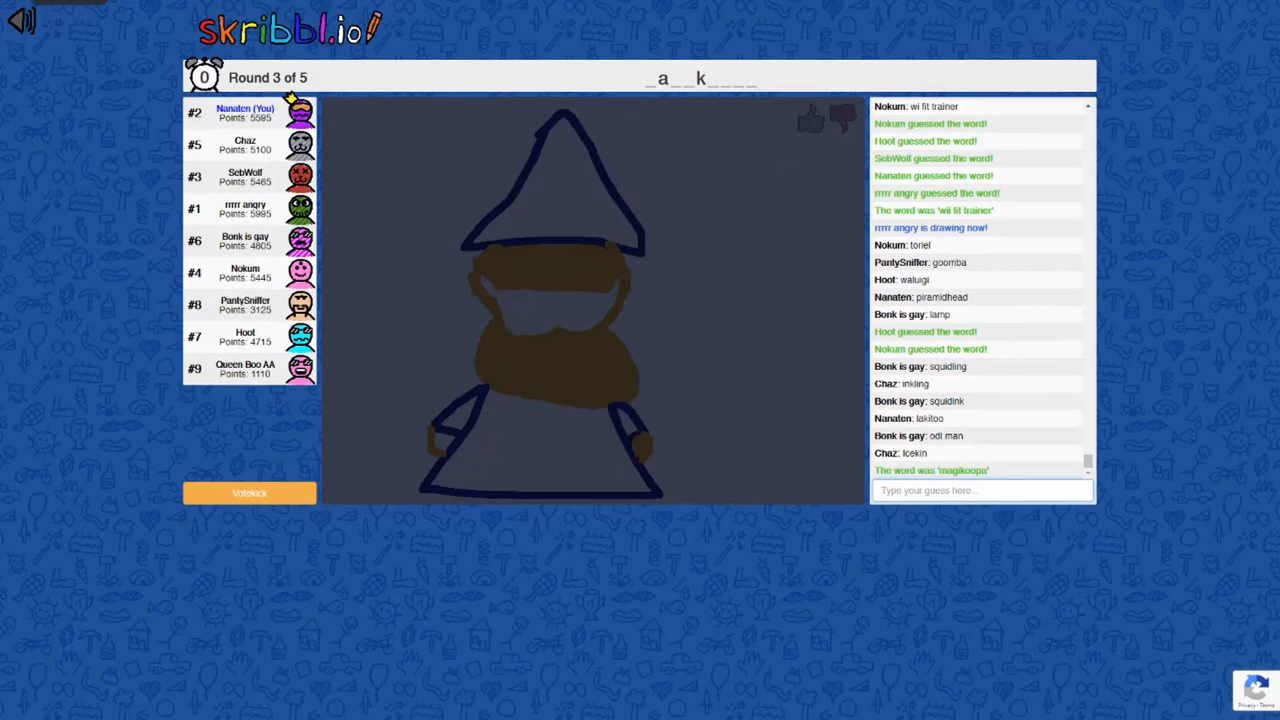 skribbl.io
0 Round 3 of 5
_a__k____
#2 Nanaten (You)
Points: 5595
#5 Chaz
Points: 5100
#3 SebWolf
Points: 5465
#1 rrrrr angry
Points: 5995
#6 Bonk is gay
Points: 4805
#4 Nokum
Points: 5445
#8 PantySniffer
Points: 3125
#7 Hoot
Points: 4715
#9 Queen Boo AA
Points: 1110
Votekick
Nokum: wi fit trainer
Nokum guessed the word!
Hoot guessed the word!
SebWolf guessed the word!
Nanaten guessed the word!
rrrrr angry guessed the word!
The word was 'wii fit trainer'
rrrrr angry is drawing now!
Nokum: toriel
PantySniffer: goomba
Hoot: waluigi
Nanaten: piramidhead
Bonk is gay: lamp
Hoot guessed the word!
Nokum guessed the word!
Bonk is gay: squidling
Chaz: inkling
Bonk is gay: squidink
Nanaten: lakitoo
Bonk is gay: odl man
Chaz: Icekin
The word was 'magikoopa'
Type your guess here...
Privacy - Terms